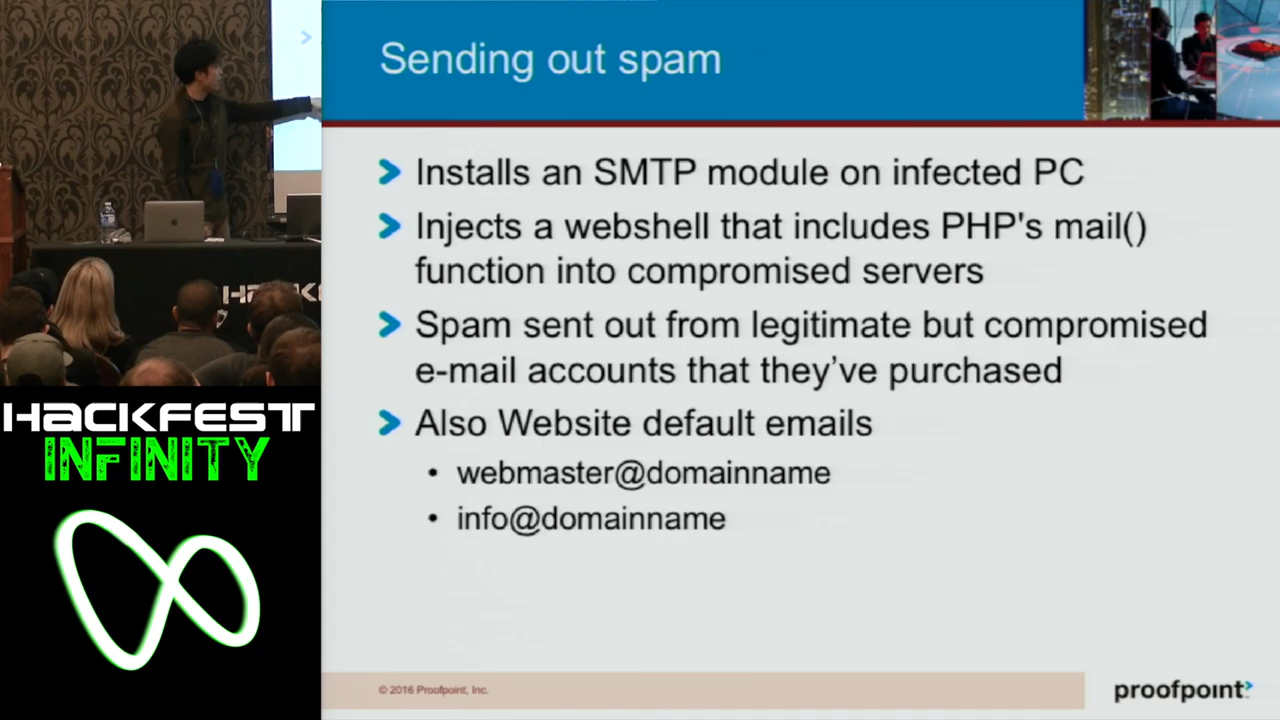 Sending out spam
Installs an SMTP module on infected PC
Injects a webshell that includes PHP's mail()
function into compromised servers
Spam sent out from legitimate but compromised
e-mail accounts that they’ve purchased
Also Website default emails
• webmaster@domainname
• info@domainname
© 2016 Proofpoint, Inc.
proofpoint
HACKFEST
INFINITY